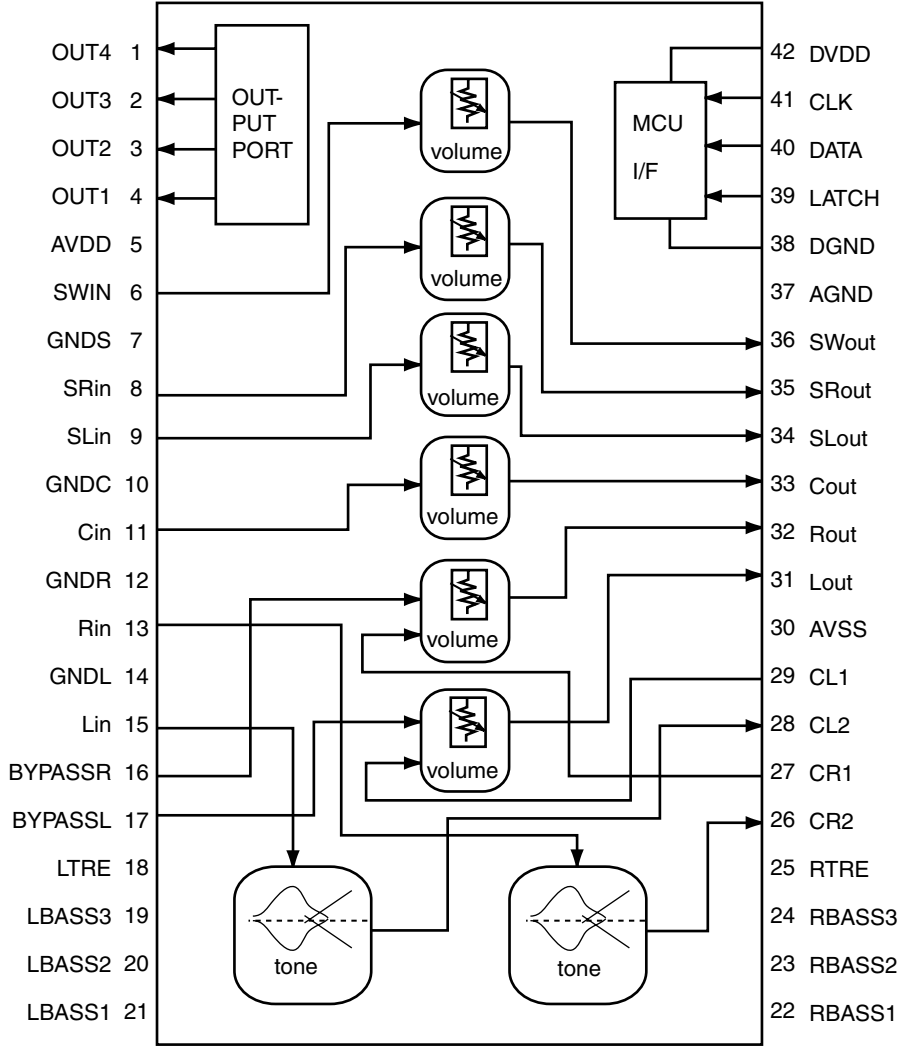 OUT4 1
OUT3 2
OUT2 3
OUT1 4
AVDD 5
SWIN 6
GNDS 7
SRin 8
SLin 9
GNDC 10
Cin 11
GNDR 12
Rin 13
GNDL 14
Lin 15
BYPASSR 16
BYPASSL 17
LTRE 18
LBASS3 19
LBASS2 20
LBASS1 21
OUT-
PUT
PORT
volume
volume
volume
volume
volume
volume
tone
tone
MCU
I/F
42 DVDD
41 CLK
40 DATA
39 LATCH
38 DGND
37 AGND
36 SWout
35 SRout
34 SLout
33 Cout
32 Rout
31 Lout
30 AVSS
29 CL1
28 CL2
27 CR1
26 CR2
25 RTRE
24 RBASS3
23 RBASS2
22 RBASS1